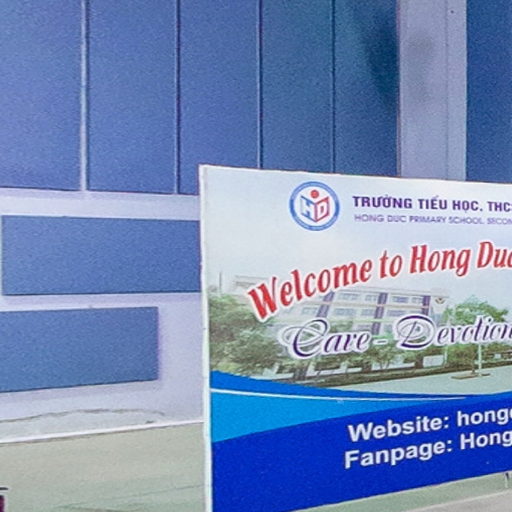 HD
TRƯỜNG TIỂU HỌC, THCS
HONG DUC PRIMARY SCHOOL, SECON
Welcome to Hong Duc
Care - Devotion
Website: hong
Fanpage: Hong